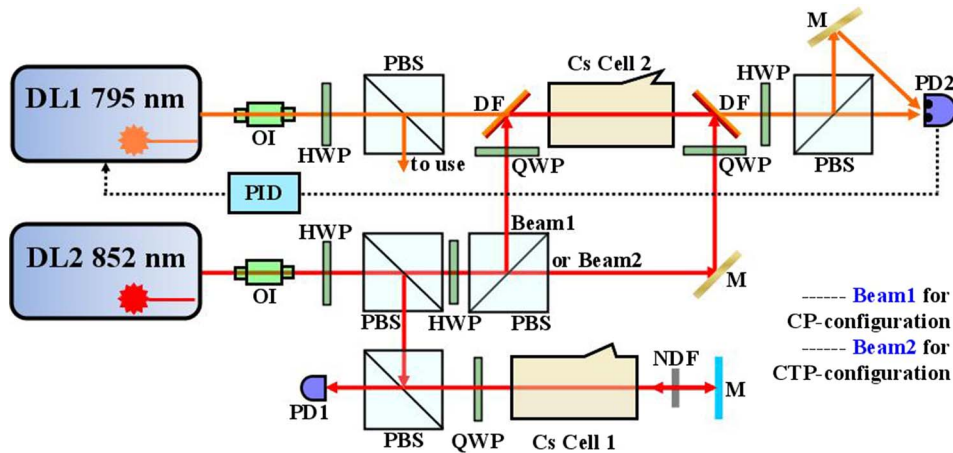 M
PBS
Cs Cell 2
HWP
PD2
DL1 795 nm
DF
DF
OI
HWP
to use
QWP
QWP
PBS
PID
HWP
Beam1
DL2 852 nm
or Beam2
OI
M
PBS
HWP
PBS
------ Beam1 for
CP-configuration
------ Beam2 for
CTP-configuration
NDF
PD1
M
PBS
QWP
Cs Cell 1